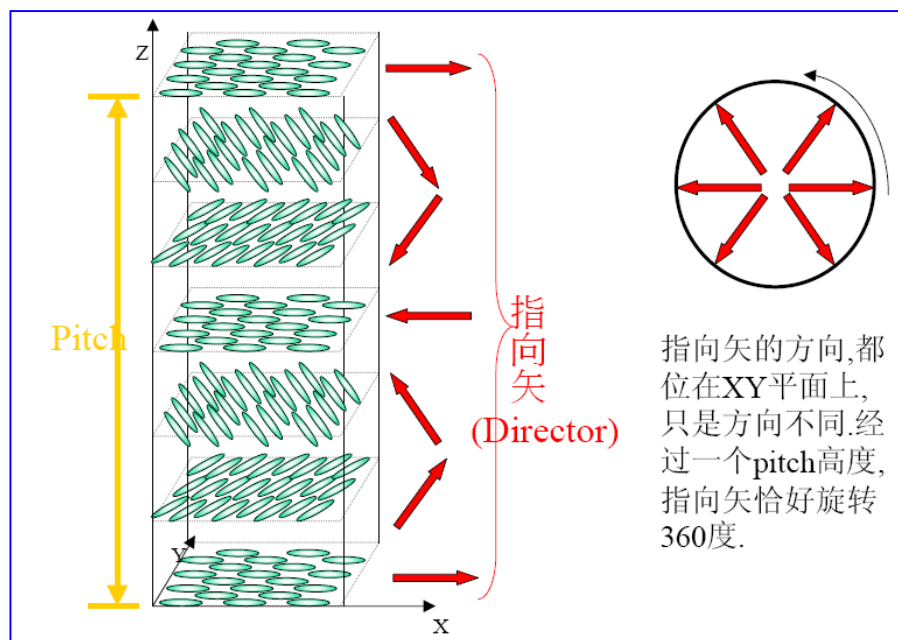 Z
Pitch
指
向
矢
(Director)
Y
X
指向矢的方向,都
位在XY平面上,
只是方向不同.经
过一个pitch高度,
指向矢恰好旋转
360度.